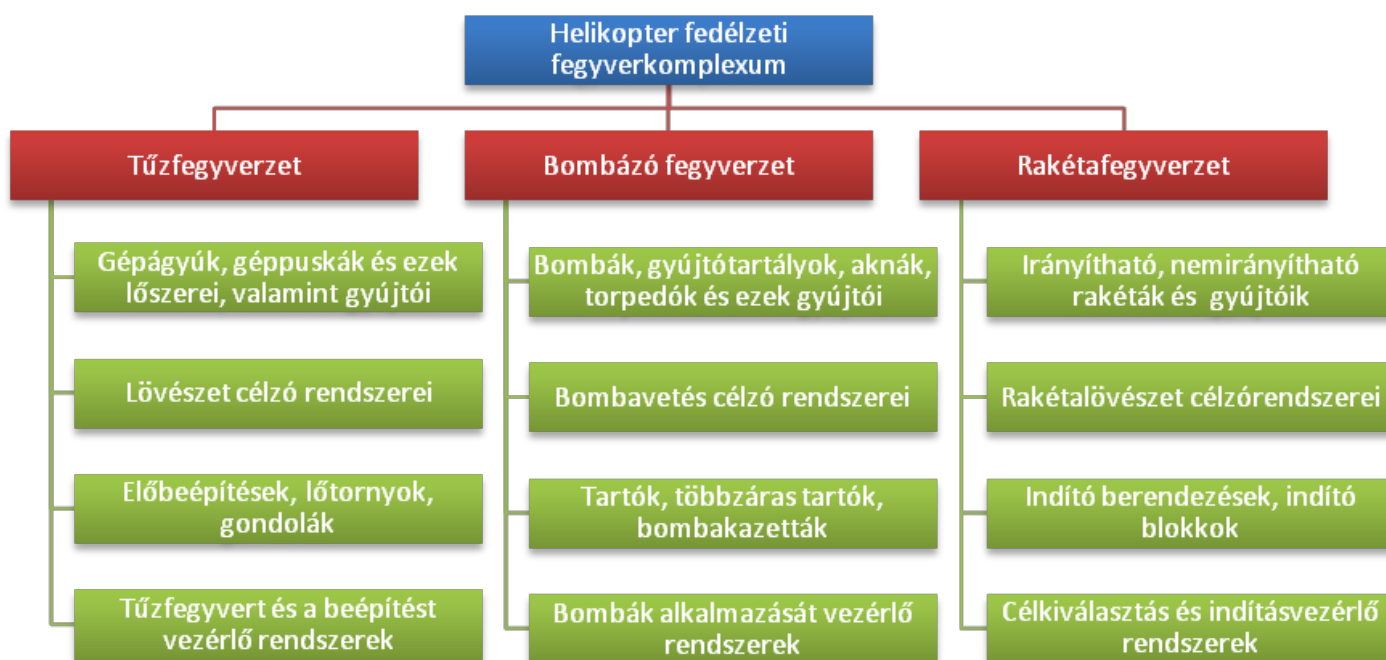 Helikopter fedélzeti
fegyverkomplexum
Tűzfegyverzet
Gépágyúk, géppuskák és ezek
lőszerei, valamint gyújtói
Lövészet célzó rendszerei
Előbeépítések, lőtornyok,
gondolák
Tűzfegyvert és a beépítést
vezérlő rendszerek
Bombázó fegyverzet
Bombák, gyújtótartályok, aknák,
torpedók és ezek gyújtói
Bombavetés célzó rendszerei
Tartók, többzáras tartók,
bombakazetták
Bombák alkalmazását vezérlő
rendszerek
Rakétafegyverzet
Irányítható, nemirányítható
rakéták és gyújtóik
Rakétalövészet célzórendszerei
Indító berendezések, indító
blokkok
Célkiválasztás és indításvezérlő
rendszerek